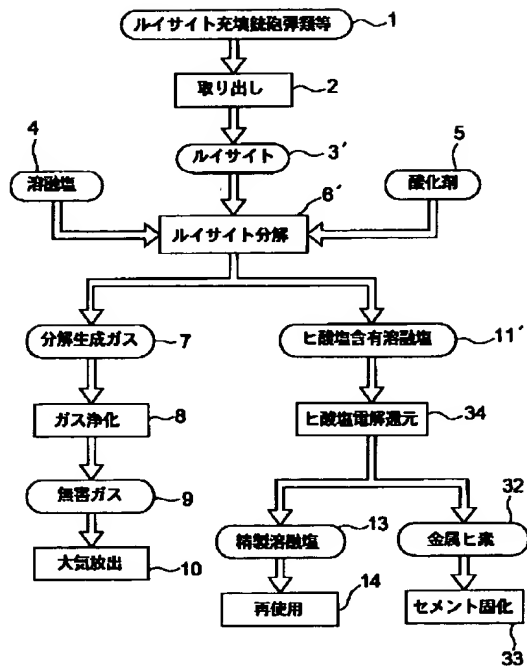 ルイサイト充填銃砲弾類等
1
取り出し
2
4
ルイサイト
3´
5
溶融塩
酸化剤
6´
ルイサイト分解
分解生成ガス
7
ヒ酸塩含有溶融塩
11´
ガス浄化
8
ヒ酸塩電解還元
34
無害ガス
9
13
32
精製溶融塩
金属ヒ素
大気放出
10
14
再使用
セメント固化
33